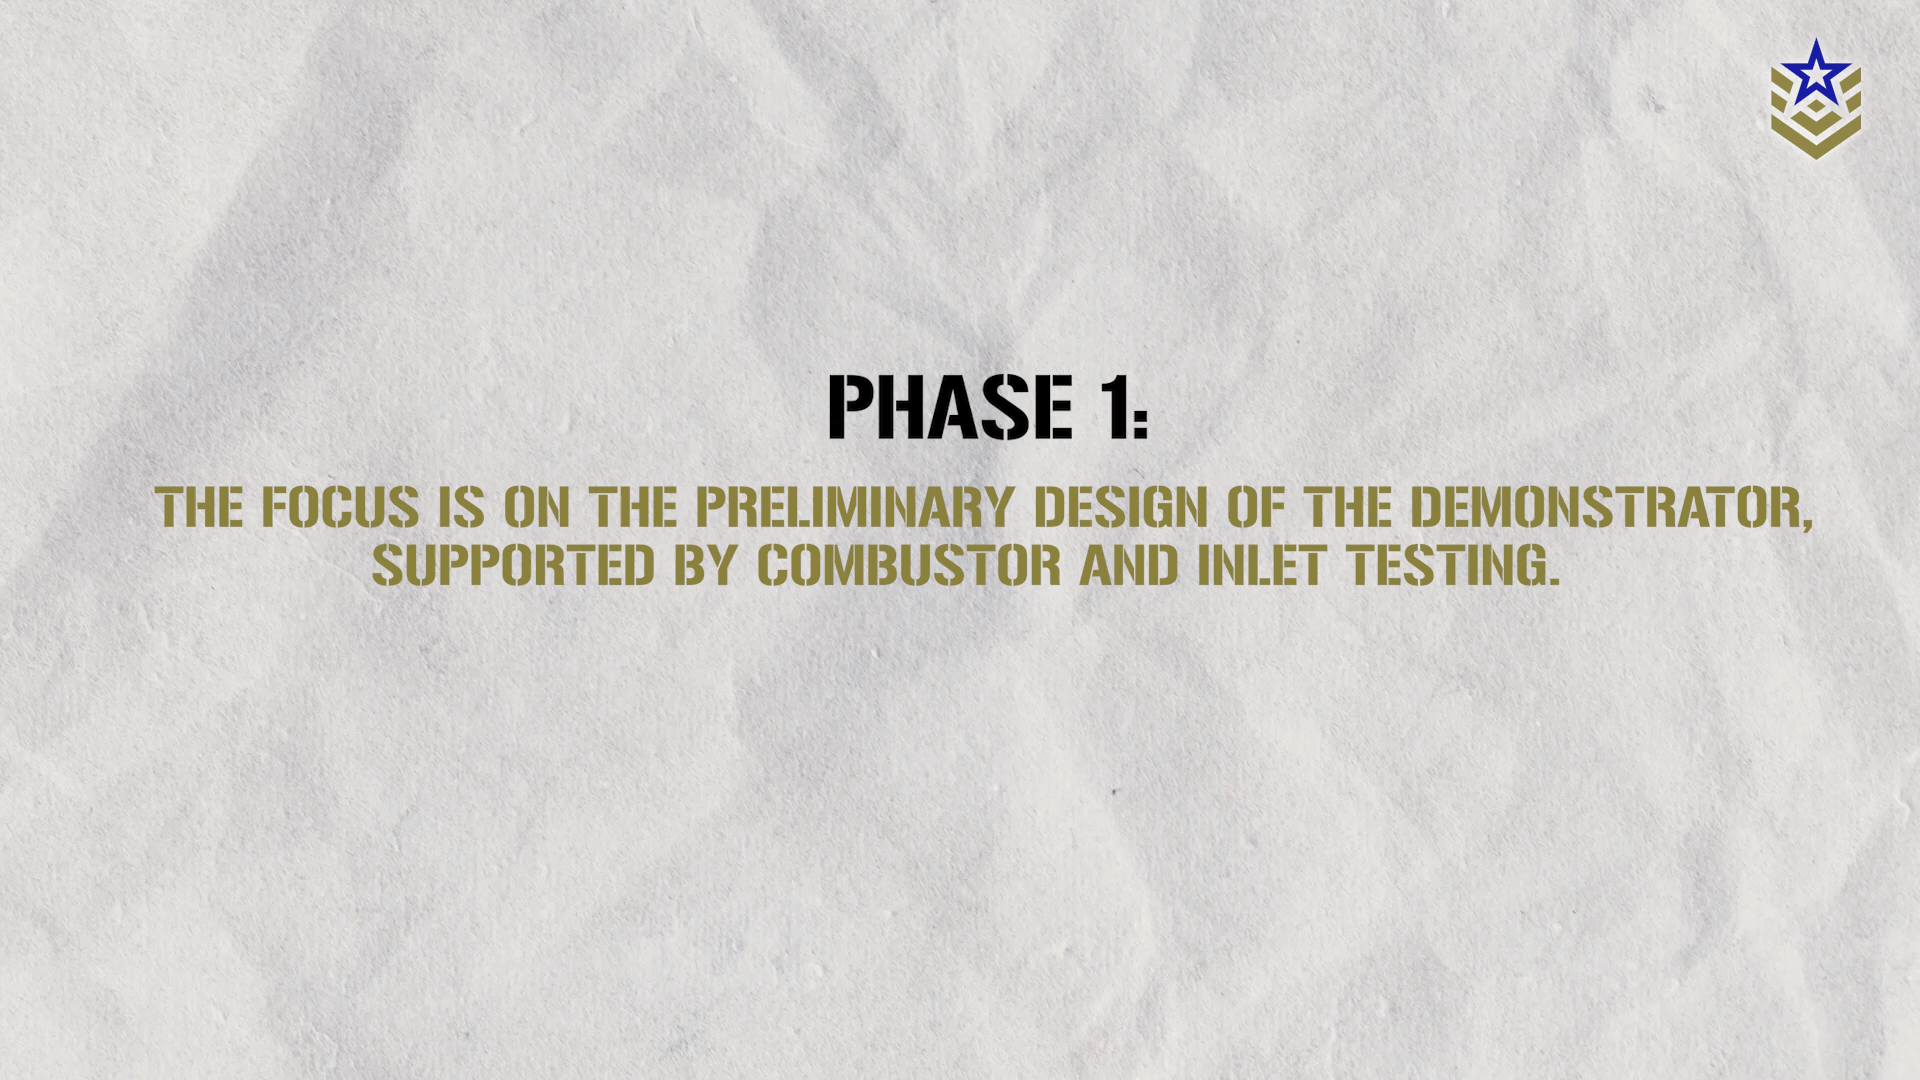 PHASE 1:
THE FOCUS IS ON THE PRELIMINARY DESIGN OF THE DEMONSTRATOR,
SUPPORTED BY COMBUSTOR AND INLET TESTING.